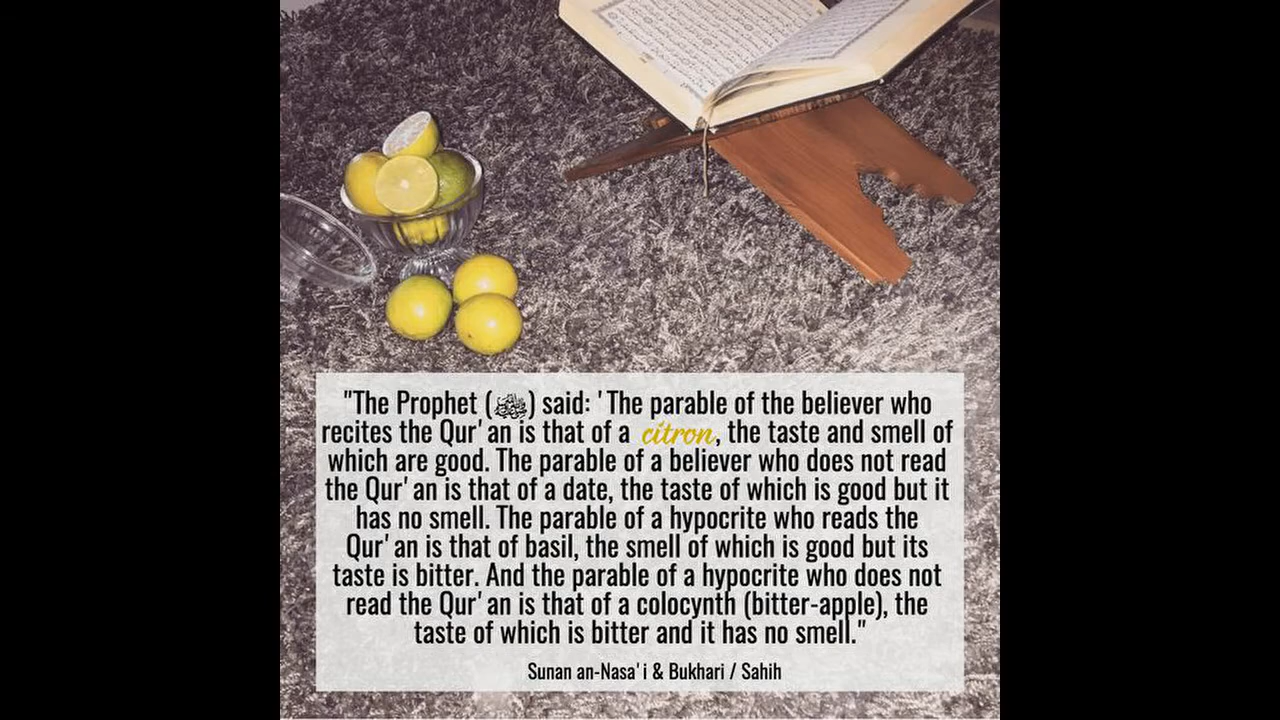 "The Prophet (ﷺ) said: 'The parable of the believer who
recites the Qur'an is that of a citron, the taste and smell of
which are good. The parable of a believer who does not read
the Qur'an is that of a date, the taste of which is good but it
has no smell. The parable of a hypocrite who reads the
Qur'an is that of basil, the smell of which is good but its
taste is bitter. And the parable of a hypocrite who does not
read the Qur'an is that of a colocynth (bitter-apple), the
taste of which is bitter and it has no smell."
Sunan an-Nasa'i & Bukhari / Sahih